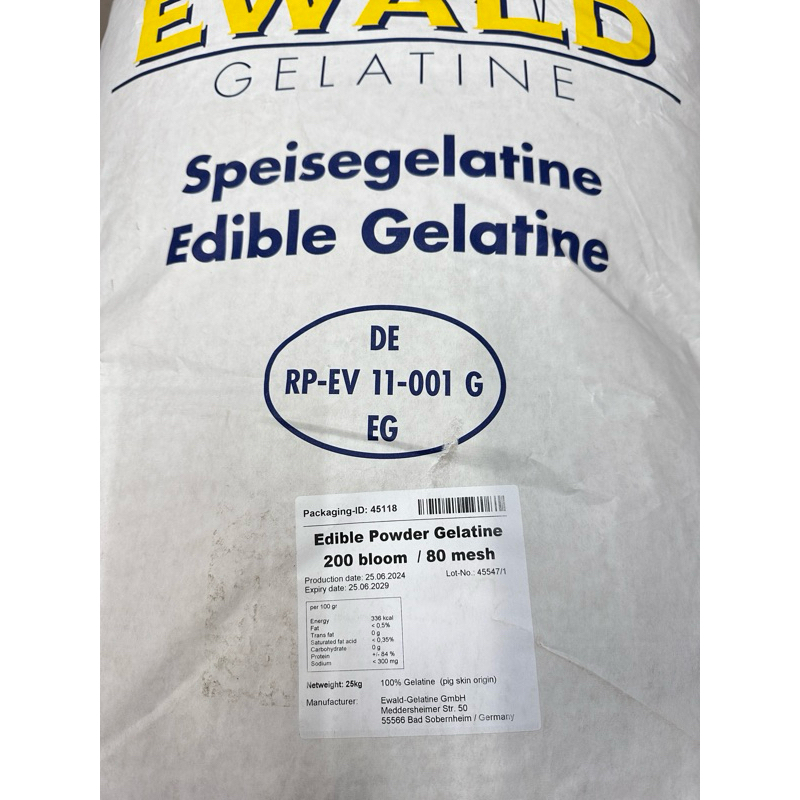 EWALD
GELATINE
Speisegelatine
Edible Gelatine
DE
RP-EV 11-001 G
EG
Packaging-ID: 45118
Edible Powder Gelatine
200 bloom / 80 mesh
Production date: 25.06.2024 Lot-No.: 45547/1
Expiry date: 25.06.2029
per 100 gr
Energy 336 kcal
Fat < 0,5%
Trans fat 0 g
Saturated fat acid < 0,35%
Carbohydrate 0 g
Protein +/- 84 %
Sodium < 300 mg
Netweight: 25kg 100% Gelatine (pig skin origin)
Manufacturer: Ewald-Gelatine GmbH
Meddersheimer Str. 50
55566 Bad Sobernheim / Germany